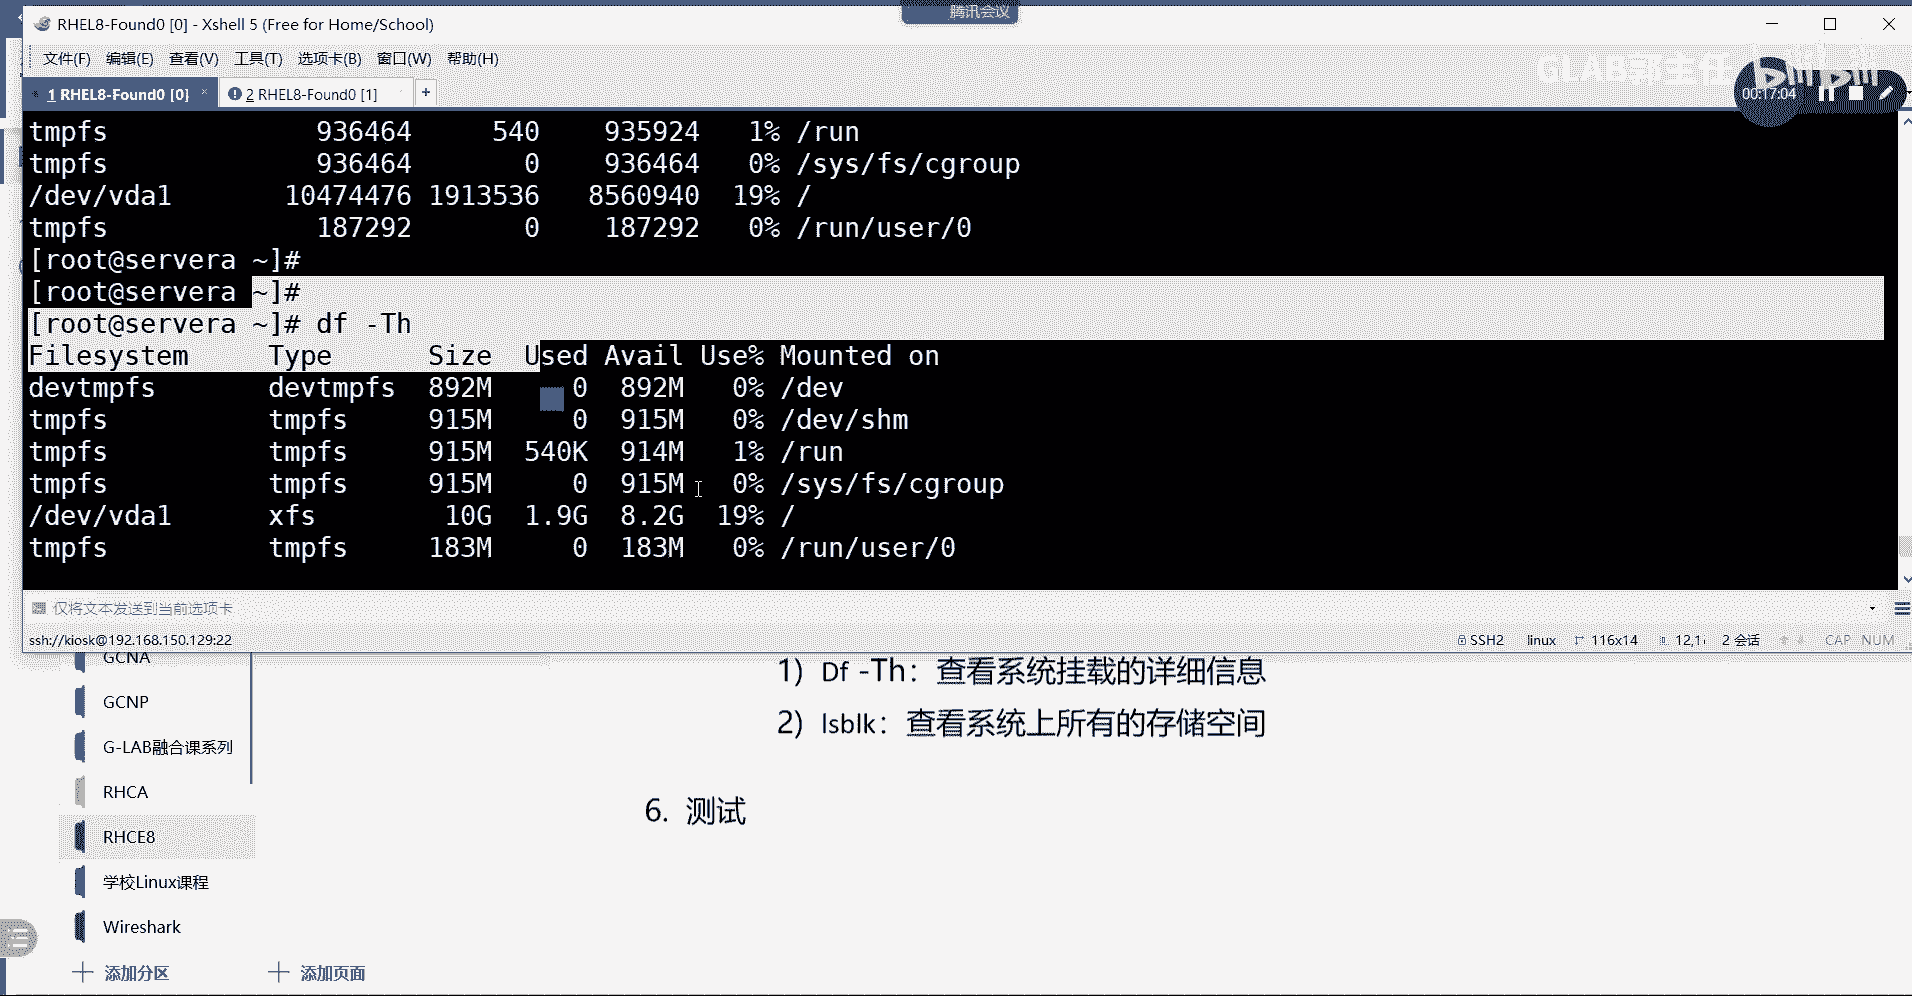 腾讯会议
RHEL8-Found0 [0] - Xshell 5 (Free for Home/School)
文件(F) 编辑(E) 查看(V) 工具(T) 选项卡(B) 窗口(W) 帮助(H)
GLAB郭主任 bilibili
00:17:04
1 RHEL8-Found0 [0] × 2 RHEL8-Found0 [1] +
tmpfs 936464 540 935924 1% /run
tmpfs 936464 0 936464 0% /sys/fs/cgroup
/dev/vda1 10474476 1913536 8560940 19% /
tmpfs 187292 0 187292 0% /run/user/0
[root@servera ~]#
[root@servera ~]#
[root@servera ~]# df -Th
Filesystem Type Size Used Avail Use% Mounted on
devtmpfs devtmpfs 892M 0 892M 0% /dev
tmpfs tmpfs 915M 0 915M 0% /dev/shm
tmpfs tmpfs 915M 540K 914M 1% /run
tmpfs tmpfs 915M 0 915M 0% /sys/fs/cgroup
/dev/vda1 xfs 10G 1.9G 8.2G 19% /
tmpfs tmpfs 183M 0 183M 0% /run/user/0
仅将文本发送到当前选项卡
ssh://kiosk@192.168.150.129:22 SSH2 linux 116x14 12,1 2 会话 CAP NUM
GCNA
1) Df -Th：查看系统挂载的详细信息
GCNP
2) lsblk：查看系统上所有的存储空间
G-LAB融合课系列
RHCA
6. 测试
RHCE8
学校Linux课程
Wireshark
添加分区 添加页面